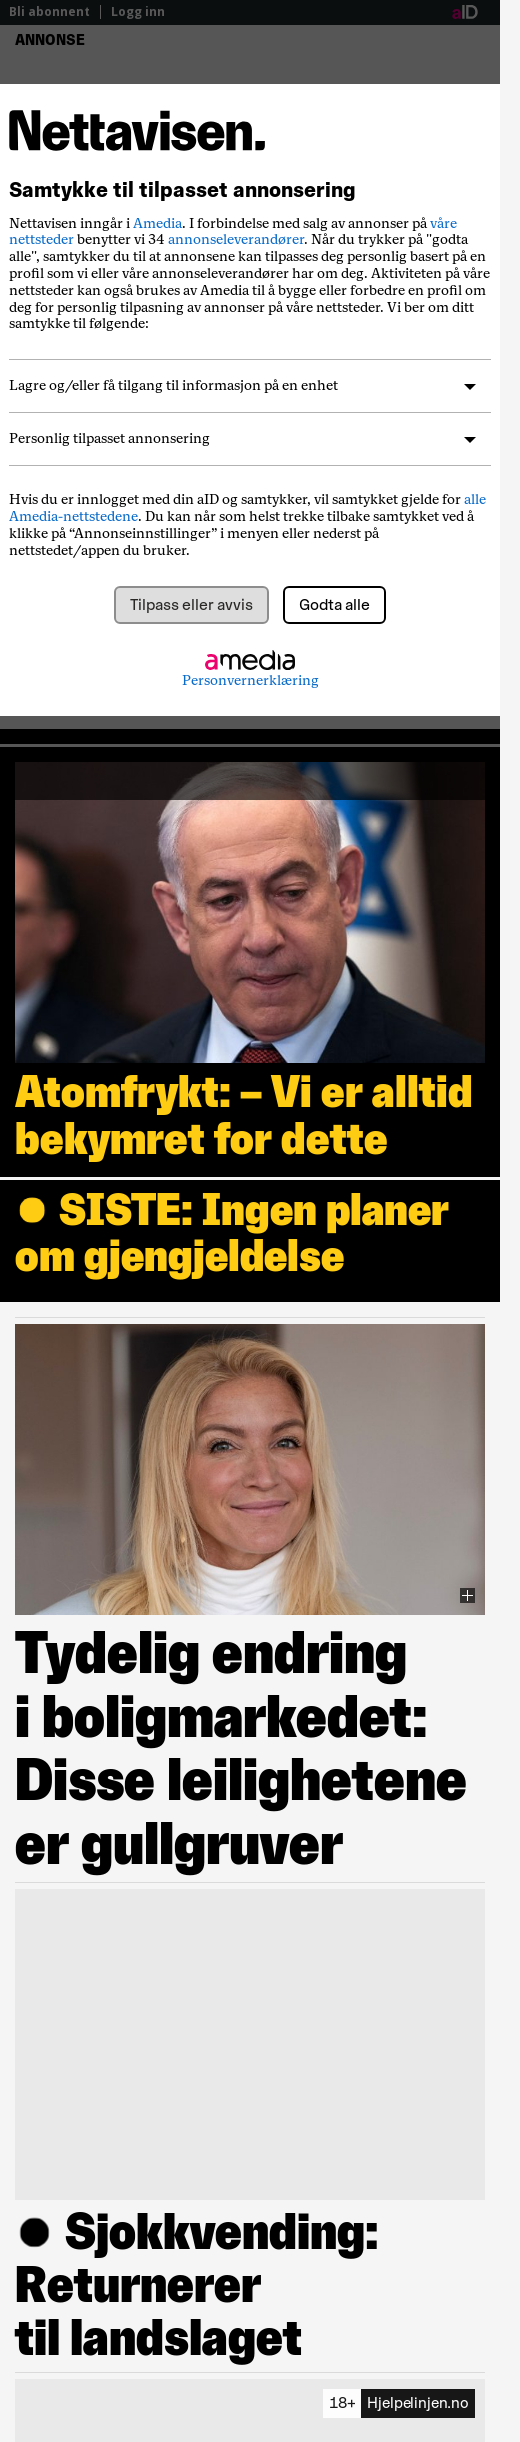 Bli abonnent | Logg inn
aID
ANNONSE
Nettavisen.
Samtykke til tilpasset annonsering
Nettavisen inngår i Amedia. I forbindelse med salg av annonser på våre
nettsteder benytter vi 34 annonseleverandører. Når du trykker på "godta
alle", samtykker du til at annonsene kan tilpasses deg personlig basert på en
profil som vi eller våre annonseleverandører har om deg. Aktiviteten på våre
nettsteder kan også brukes av Amedia til å bygge eller forbedre en profil om
deg for personlig tilpasning av annonser på våre nettsteder. Vi ber om ditt
samtykke til følgende:
Lagre og/eller få tilgang til informasjon på en enhet
Personlig tilpasset annonsering
Hvis du er innlogget med din aID og samtykker, vil samtykket gjelde for alle
Amedia-nettstedene. Du kan når som helst trekke tilbake samtykket ved å
klikke på “Annonseinnstillinger” i menyen eller nederst på
nettstedet/appen du bruker.
Tilpass eller avvis
Godta alle
amedia
Personvernerklæring
Atomfrykt: – Vi er alltid
bekymret for dette
● SISTE: Ingen planer
om gjengjeldelse
Tydelig endring
i boligmarkedet:
Disse leilighetene
er gullgruver
● Sjokkvending:
Returnerer
til landslaget
18+ Hjelpelinjen.no